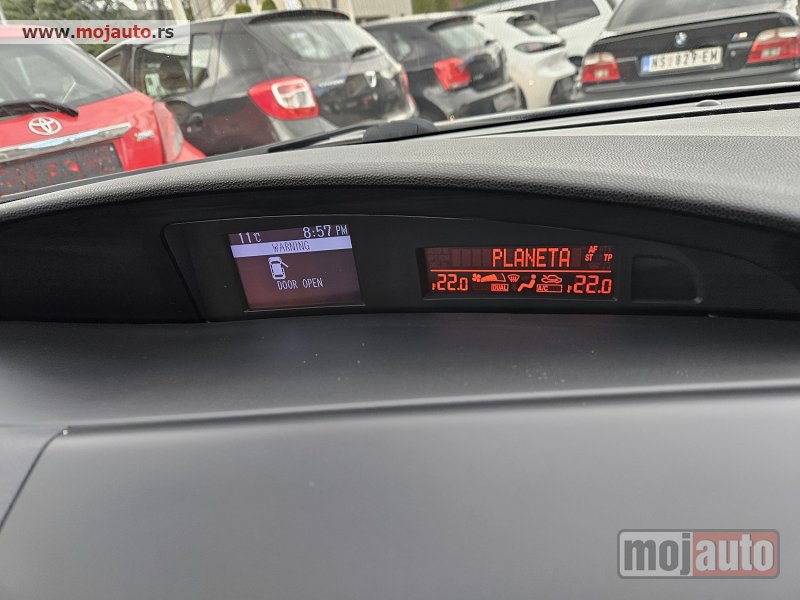 www.mojauto.rs
NS 827 EW
11°C 8:57 PM
WARNING
DOOR OPEN
PLANETA
AF
ST TP
22.0 DUAL A/C 22.0
mojauto